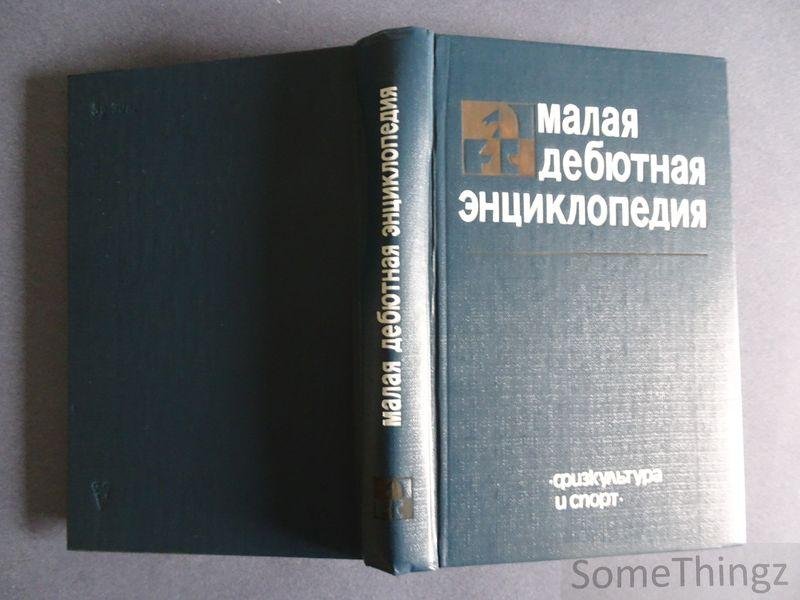 малая
дебютная
энциклопедия
·физкультура
и спорт·
малая дебютная энциклопедия
SomeThingz